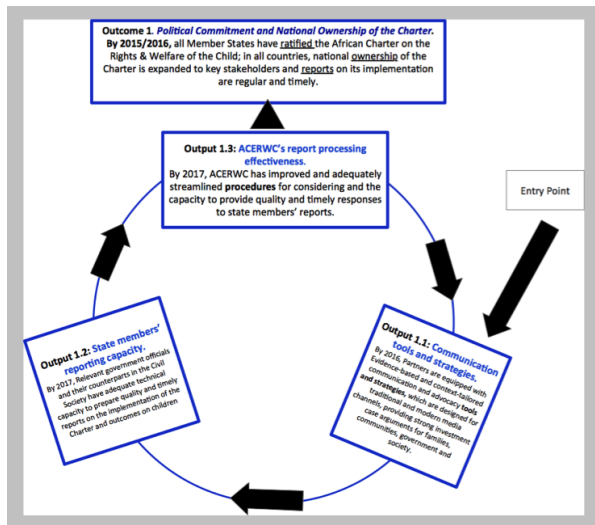 Outcome 1. Political Commitment and National Ownership of the Charter.
By 2015/2016, all Member States have ratified the African Charter on the
Rights & Welfare of the Child; in all countries, national ownership of the
Charter is expanded to key stakeholders and reports on its implementation
are regular and timely.
Output 1.3: ACERWC's report processing
effectiveness.
By 2017, ACERWC has improved and adequately
streamlined procedures for considering and the
capacity to provide quality and timely responses
to state members' reports.
Entry Point
Output 1.1: Communication
tools and strategies.
By 2016, Partners are equipped with
Evidence-based and context-tailored
communication and advocacy tools
and strategies, which are designed for
traditional and modern media
channels, providing strong investment
case arguments for families,
communities, government and
society.
Output 1.2: State members'
reporting capacity.
By 2017, Relevant government officials
and their counterparts in the Civil
Society have adequate technical
capacity to prepare quality and timely
reports on the implementation of the
Charter and outcomes on children